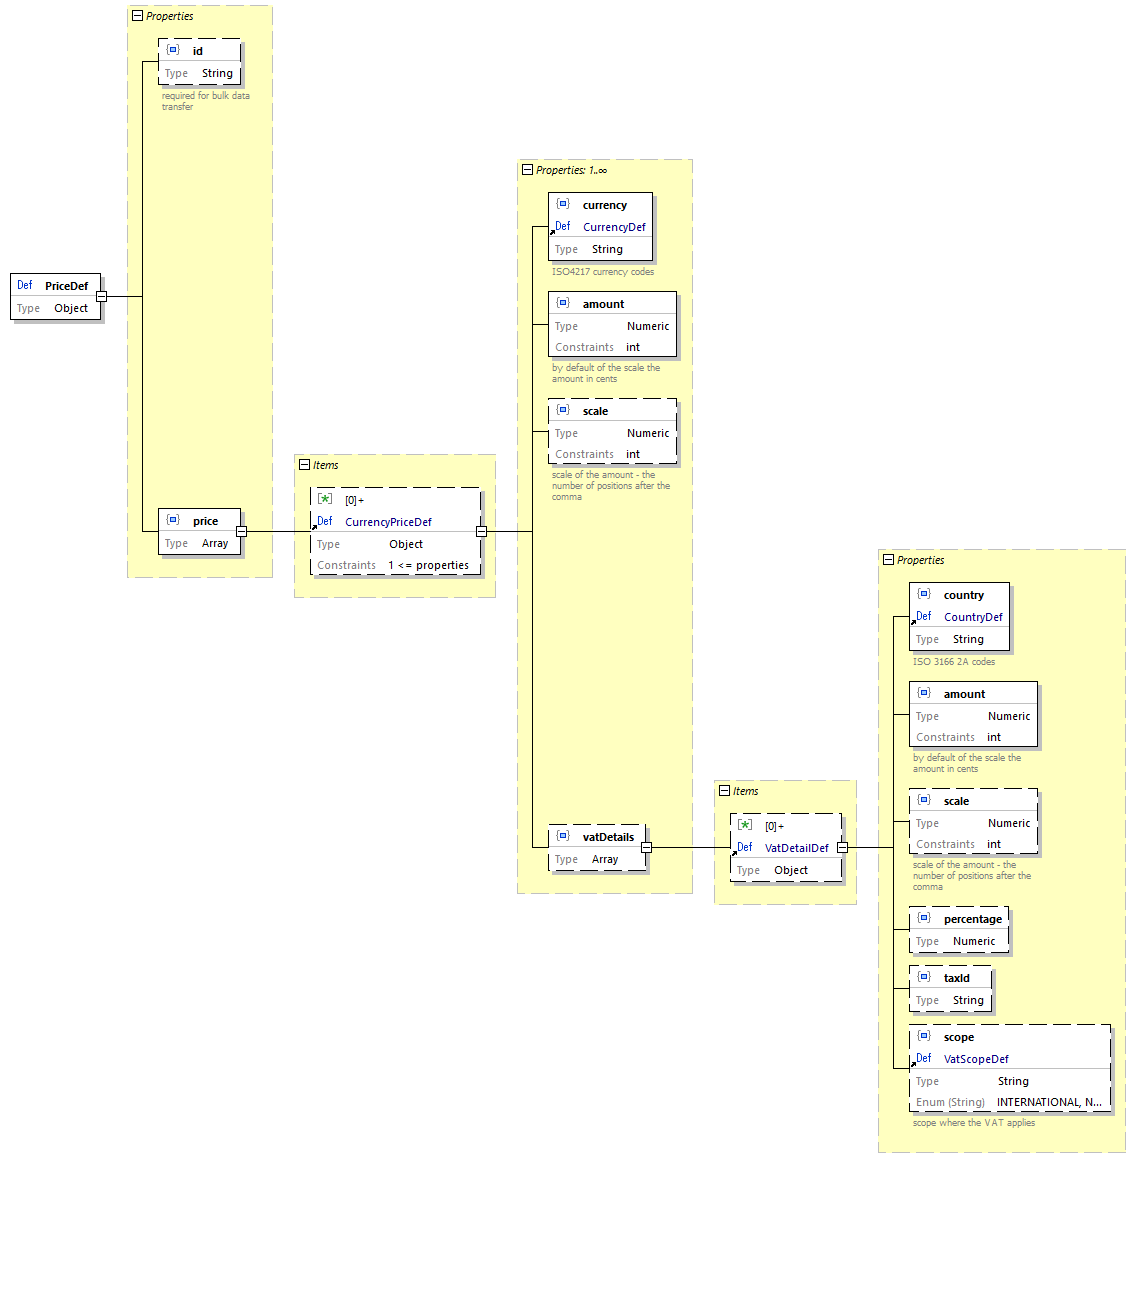 Properties
id
Type String
required for bulk data
transfer
Def PriceDef
Type Object
price
Type Array
Items
[0]+
Def CurrencyPriceDef
Type Object
Constraints 1 <= properties
Properties: 1..∞
currency
Def CurrencyDef
Type String
ISO4217 currency codes
amount
Type Numeric
Constraints int
by default of the scale the
amount in cents
scale
Type Numeric
Constraints int
scale of the amount - the
number of positions after the
comma
vatDetails
Type Array
Items
[0]+
Def VatDetailDef
Type Object
Properties
country
Def CountryDef
Type String
ISO 3166 2A codes
amount
Type Numeric
Constraints int
by default of the scale the
amount in cents
scale
Type Numeric
Constraints int
scale of the amount - the
number of positions after the
comma
percentage
Type Numeric
taxId
Type String
scope
Def VatScopeDef
Type String
Enum (String) INTERNATIONAL, N...
scope where the VAT applies